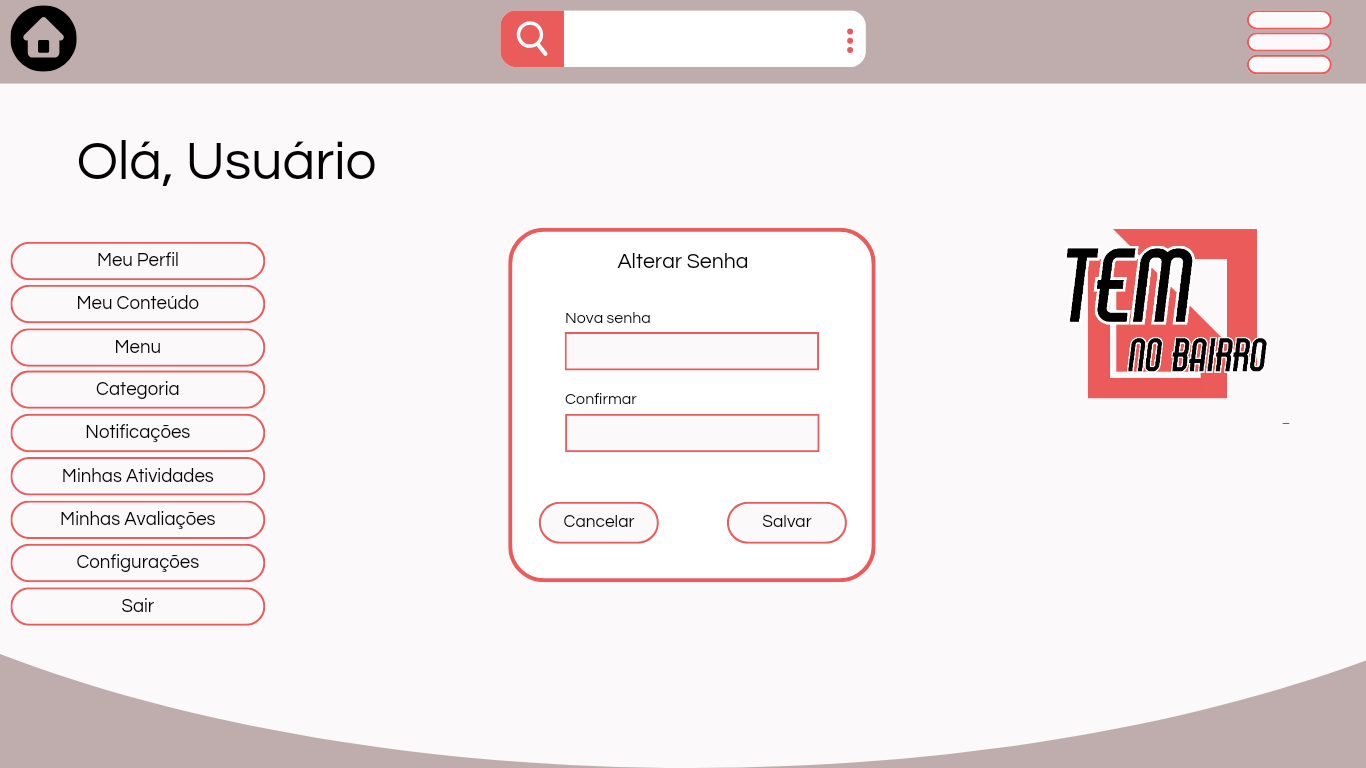 Olá, Usuário
Meu Perfil
Meu Conteúdo
Menu
Categoria
Notificações
Minhas Atividades
Minhas Avaliações
Configurações
Sair
Alterar Senha
Nova senha
Confirmar
Cancelar
Salvar
TEM
NO BAIRRO